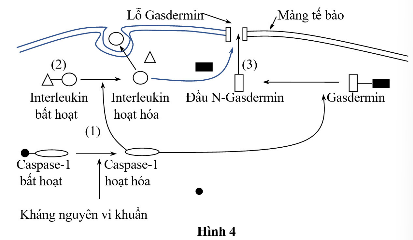 Lỗ Gasdermin
Màng tế bào
(2)
(3)
Interleukin
bất hoạt
Interleukin
hoạt hóa
Đầu N-Gasdermin
Gasdermin
(1)
Caspase-1
bất hoạt
Caspase-1
hoạt hóa
Kháng nguyên vi khuẩn
Hình 4